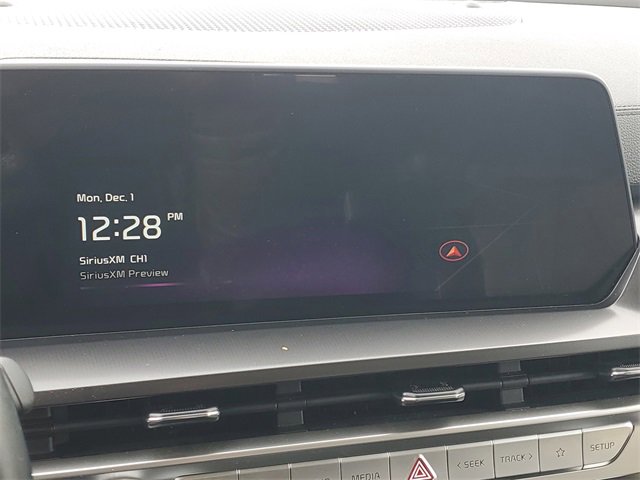 Mon, Dec. 1
12:28 PM
SiriusXM CH1
SiriusXM Preview
MEDIA
< SEEK
TRACK >
☆
SETUP